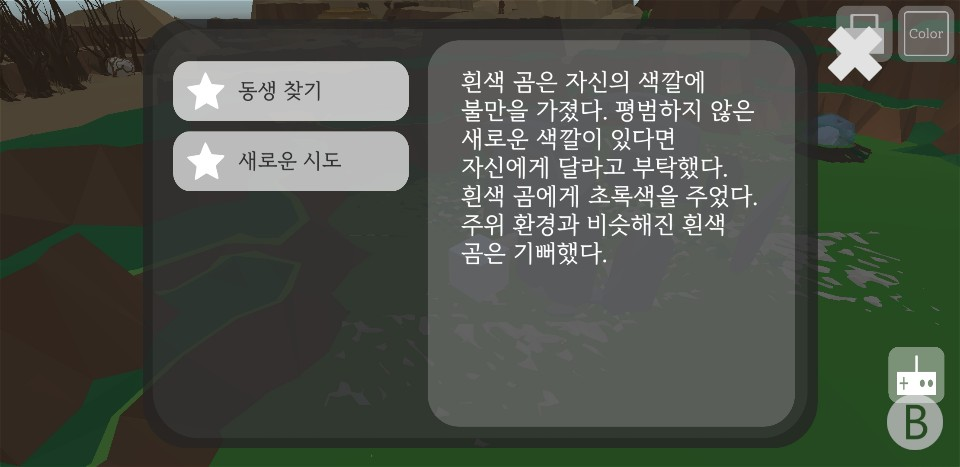 동생 찾기
새로운 시도
흰색 곰은 자신의 색깔에
불만을 가졌다. 평범하지 않은
새로운 색깔이 있다면
자신에게 달라고 부탁했다.
흰색 곰에게 초록색을 주었다.
주위 환경과 비슷해진 흰색
곰은 기뻐했다.
Color
B